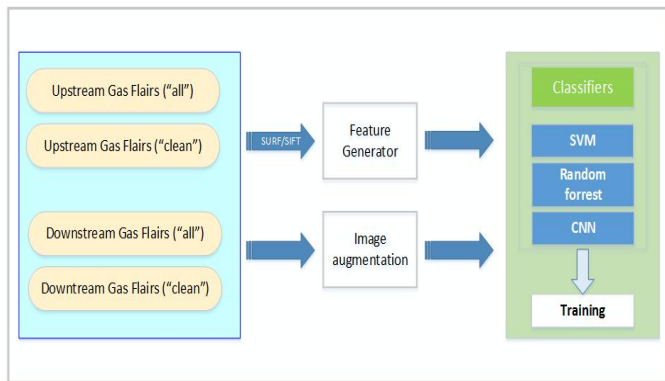 Upstream Gas Flairs (“all”)
Upstream Gas Flairs (“clean”)
Downstream Gas Flairs (“all”)
Downtream Gas Flairs (“clean”)
SURF/SIFT
Feature
Generator
Image
augmentation
Classifiers
SVM
Random
forrest
CNN
Training